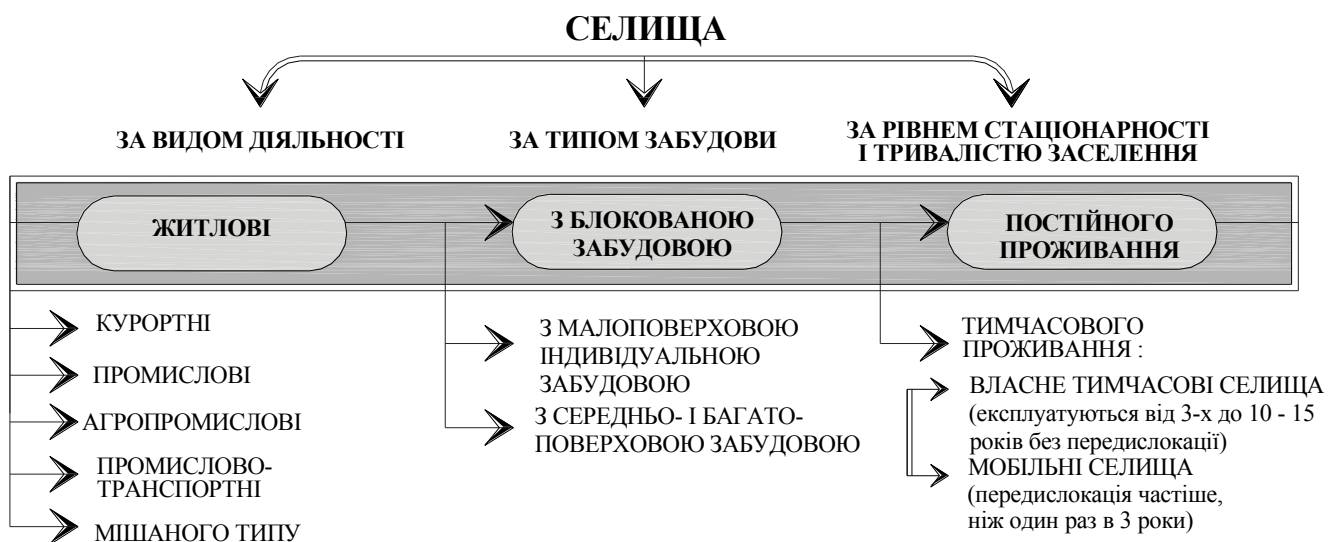 СЕЛИЩА
ЗА ВИДОМ ДІЯЛЬНОСТІ
ЗА ТИПОМ ЗАБУДОВИ
ЗА РІВНЕМ СТАЦІОНАРНОСТІ
І ТРИВАЛІСТЮ ЗАСЕЛЕННЯ
ЖИТЛОВІ
З БЛОКОВАНОЮ
ЗАБУДОВОЮ
ПОСТІЙНОГО
ПРОЖИВАННЯ
КУРОРТНІ
ПРОМИСЛОВІ
АГРОПРОМИСЛОВІ
ПРОМИСЛОВО-
ТРАНСПОРТНІ
МІШАНОГО ТИПУ
З МАЛОПОВЕРХОВОЮ
ІНДИВІДУАЛЬНОЮ
ЗАБУДОВОЮ
З СЕРЕДНЬО- І БАГАТО-
ПОВЕРХОВОЮ ЗАБУДОВОЮ
ТИМЧАСОВОГО
ПРОЖИВАННЯ :
ВЛАСНЕ ТИМЧАСОВІ СЕЛИЩА
(експлуатуються від 3-х до 10 - 15
років без передислокації)
МОБІЛЬНІ СЕЛИЩА
(передислокація частіше,
ніж один раз в 3 роки)